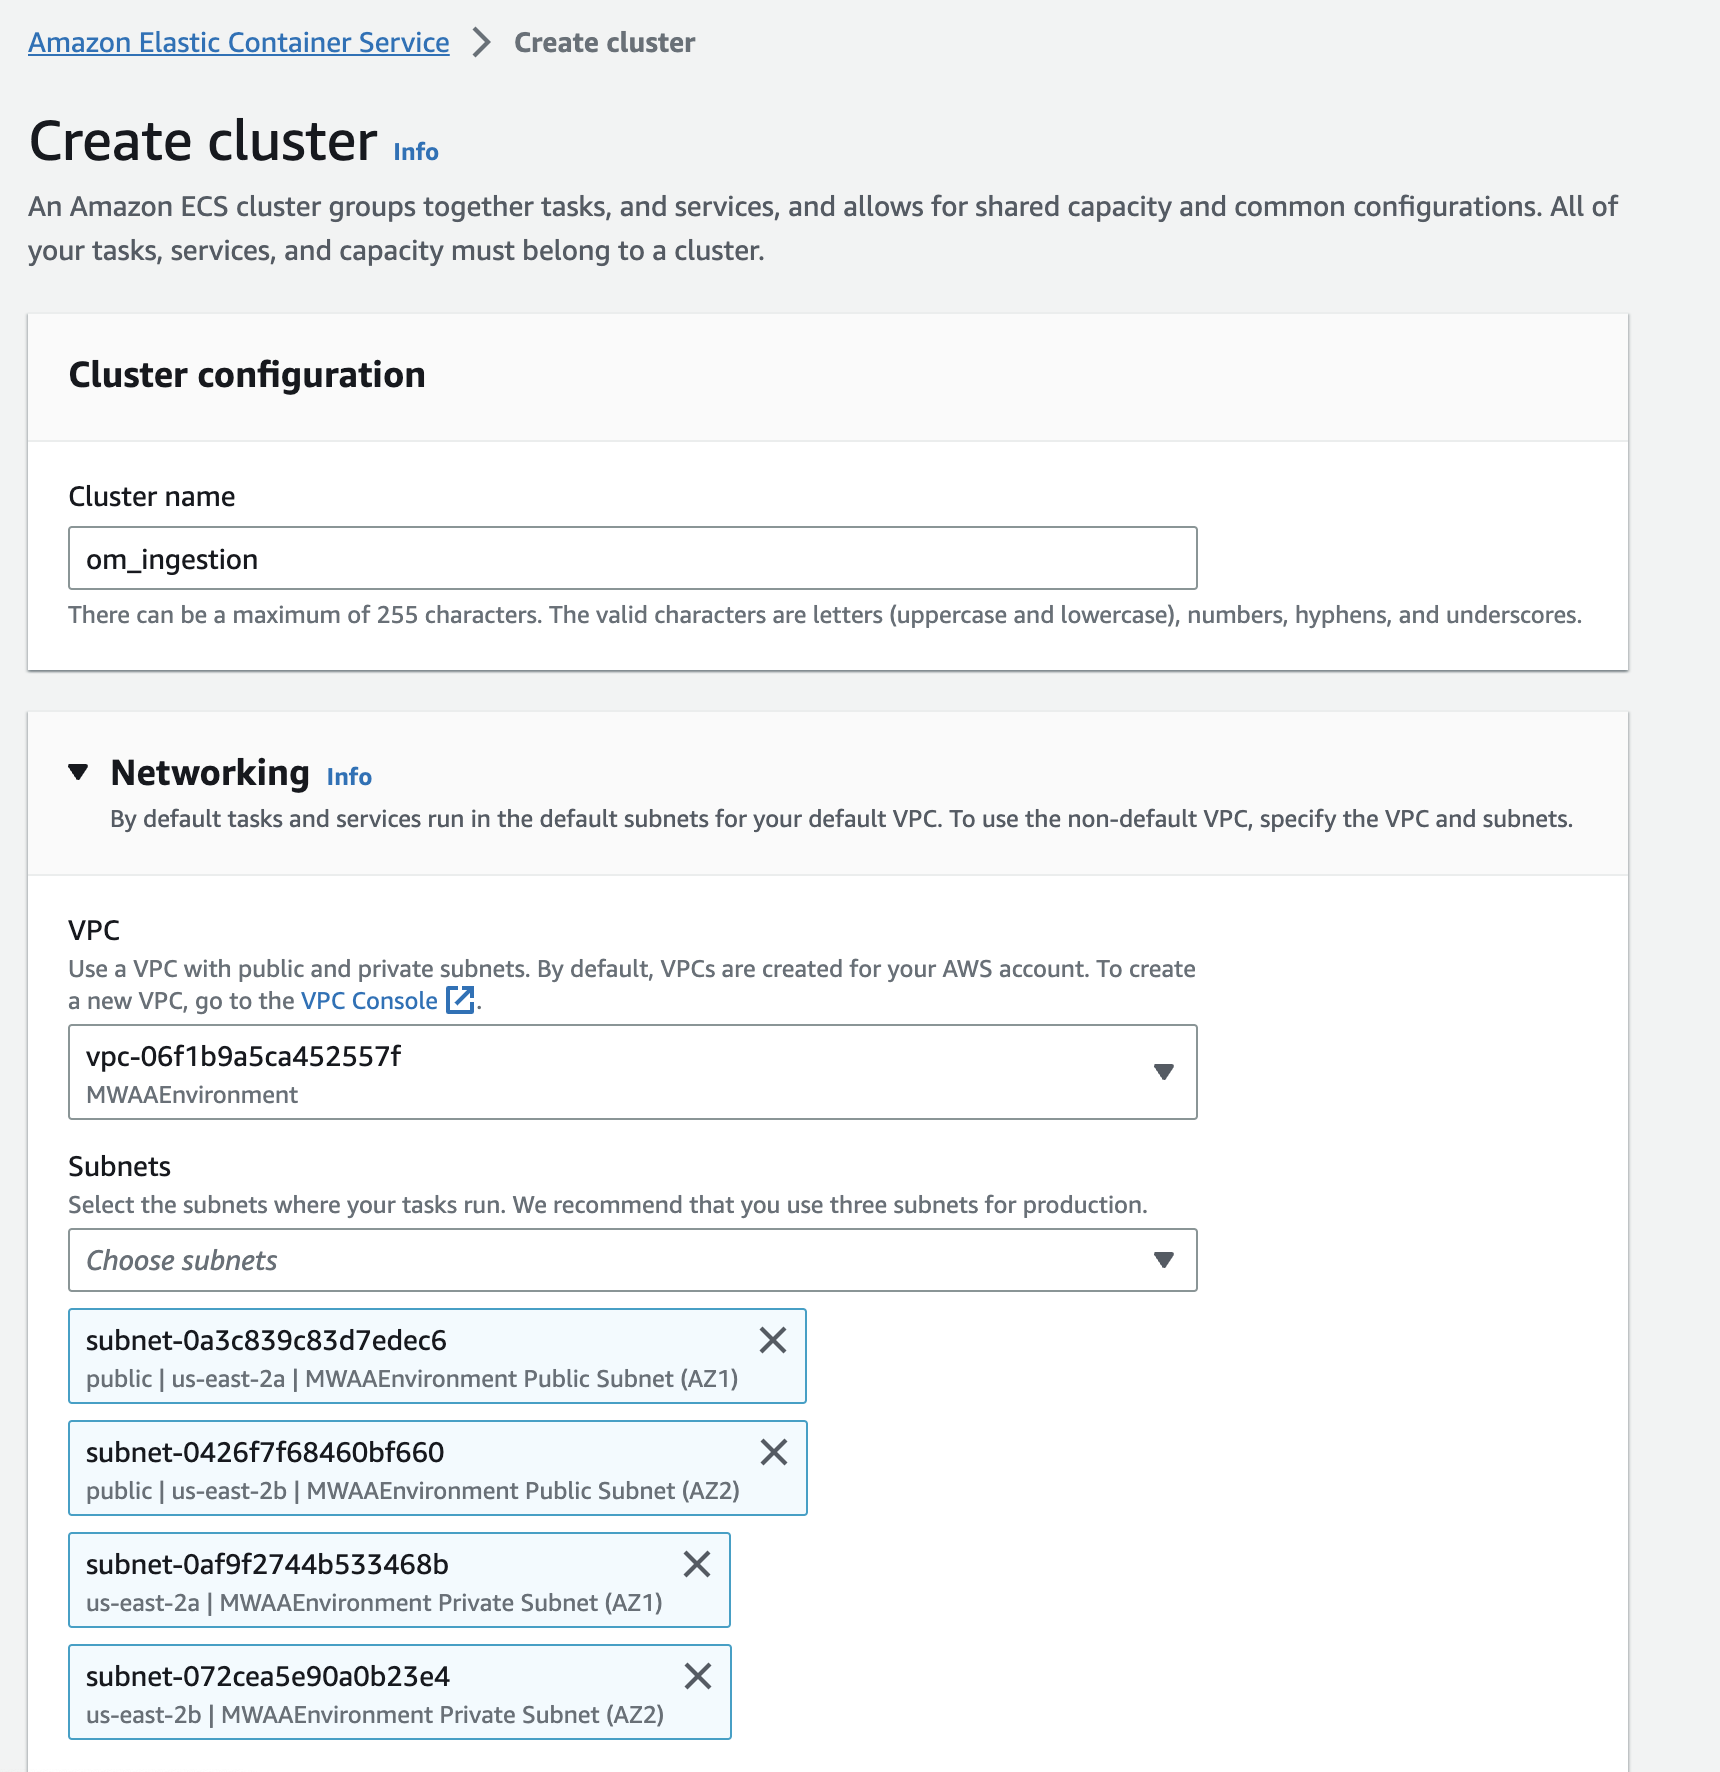 Amazon Elastic Container Service > Create cluster
Create cluster Info
An Amazon ECS cluster groups together tasks, and services, and allows for shared capacity and common configurations. All of
your tasks, services, and capacity must belong to a cluster.
Cluster configuration
Cluster name
om_ingestion
There can be a maximum of 255 characters. The valid characters are letters (uppercase and lowercase), numbers, hyphens, and underscores.
Networking Info
By default tasks and services run in the default subnets for your default VPC. To use the non-default VPC, specify the VPC and subnets.
VPC
Use a VPC with public and private subnets. By default, VPCs are created for your AWS account. To create
a new VPC, go to the VPC Console.
vpc-06f1b9a5ca452557f
MWAAEnvironment
Subnets
Select the subnets where your tasks run. We recommend that you use three subnets for production.
Choose subnets
subnet-0a3c839c83d7edec6
public | us-east-2a | MWAAEnvironment Public Subnet (AZ1)
subnet-0426f7f68460bf660
public | us-east-2b | MWAAEnvironment Public Subnet (AZ2)
subnet-0af9f2744b533468b
us-east-2a | MWAAEnvironment Private Subnet (AZ1)
subnet-072cea5e90a0b23e4
us-east-2b | MWAAEnvironment Private Subnet (AZ2)